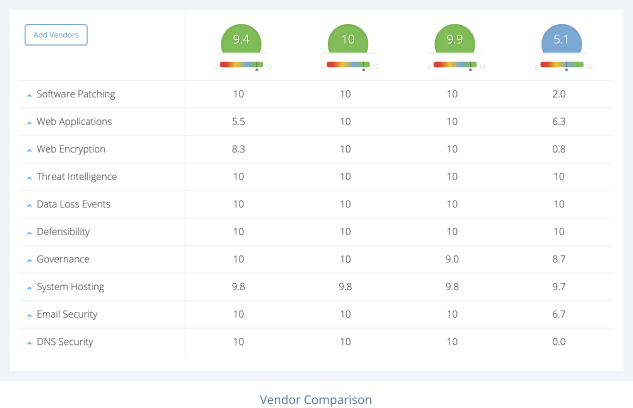 Add Vendors
9.4 10 9.9 5.1
0 10 0 10 0 10 0 10
Software Patching 10 10 10 2.0
Web Applications 5.5 10 10 6.3
Web Encryption 8.3 10 10 0.8
Threat Intelligence 10 10 10 10
Data Loss Events 10 10 10 10
Defensibility 10 10 10 10
Governance 10 10 9.0 8.7
System Hosting 9.8 9.8 9.8 9.7
Email Security 10 10 10 6.7
DNS Security 10 10 10 0.0
Vendor Comparison